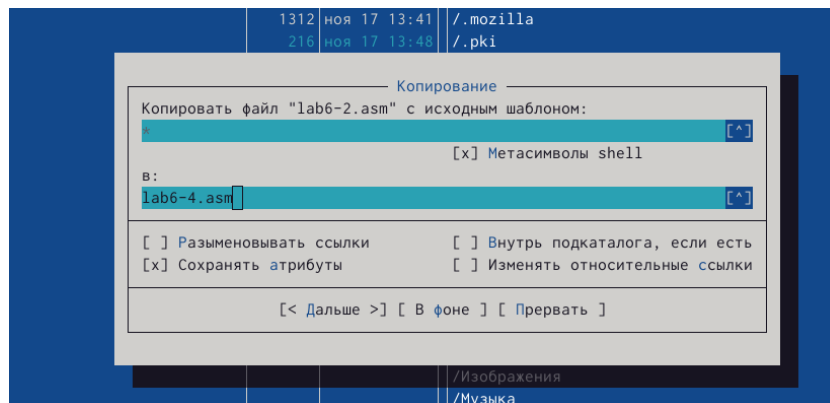 1312 ноя 17 13:41 /.mozilla
216 ноя 17 13:48 /.pki
Копирование
Копировать файл "lab6-2.asm" с исходным шаблоном:
* [^]
[x] Метасимволы shell
в:
lab6-4.asm [^]
[ ] Разыменовывать ссылки [ ] Внутрь подкаталога, если есть
[x] Сохранять атрибуты [ ] Изменять относительные ссылки
[< Дальше >] [ В фоне ] [ Прервать ]
/Изображения
/Музыка